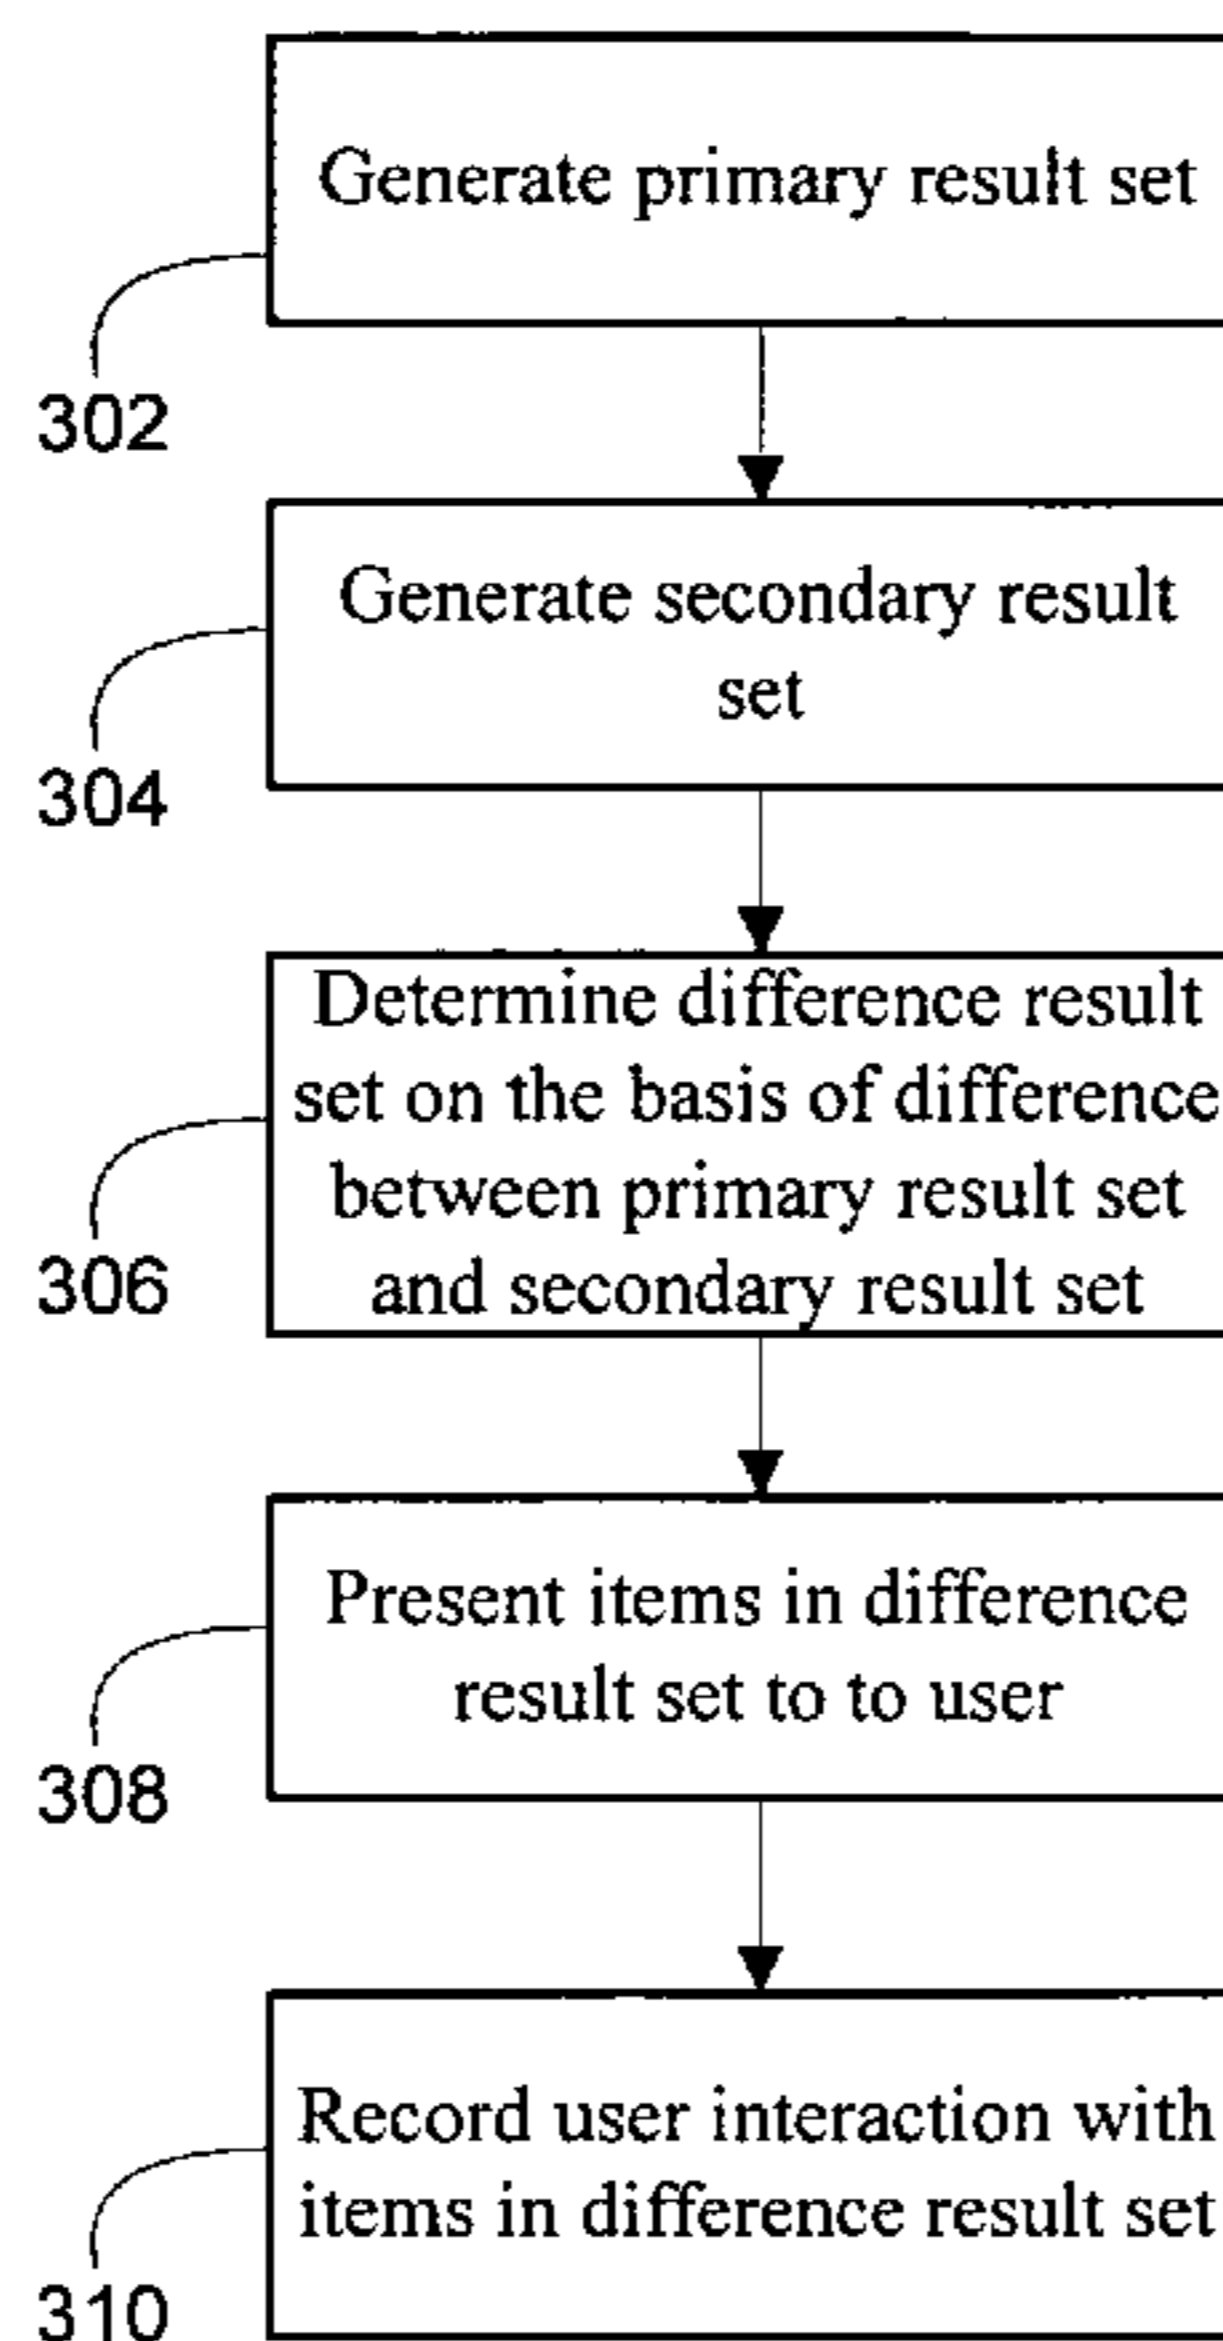 Generate primary result set
302
Generate secondary result
set
304
Determine difference result
set on the basis of difference
between primary result set
and secondary result set
306
Present items in difference
result set to to user
308
Record user interaction with
items in difference result set
310